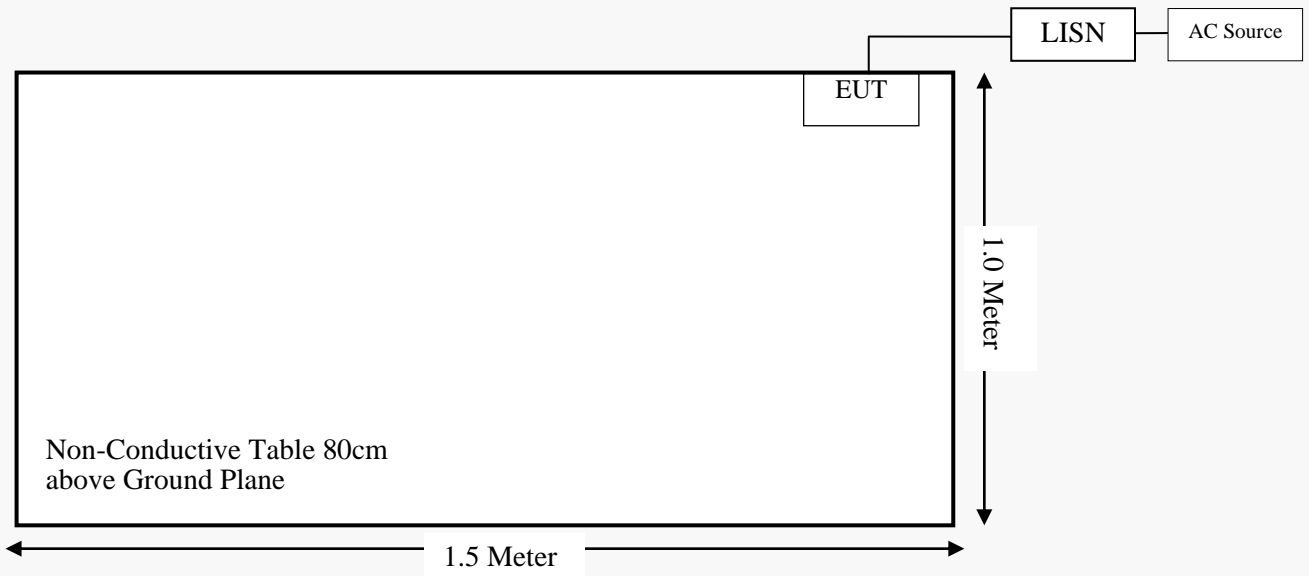 LISN
AC Source
EUT
1.0 Meter
Non-Conductive Table 80cm
above Ground Plane
1.5 Meter